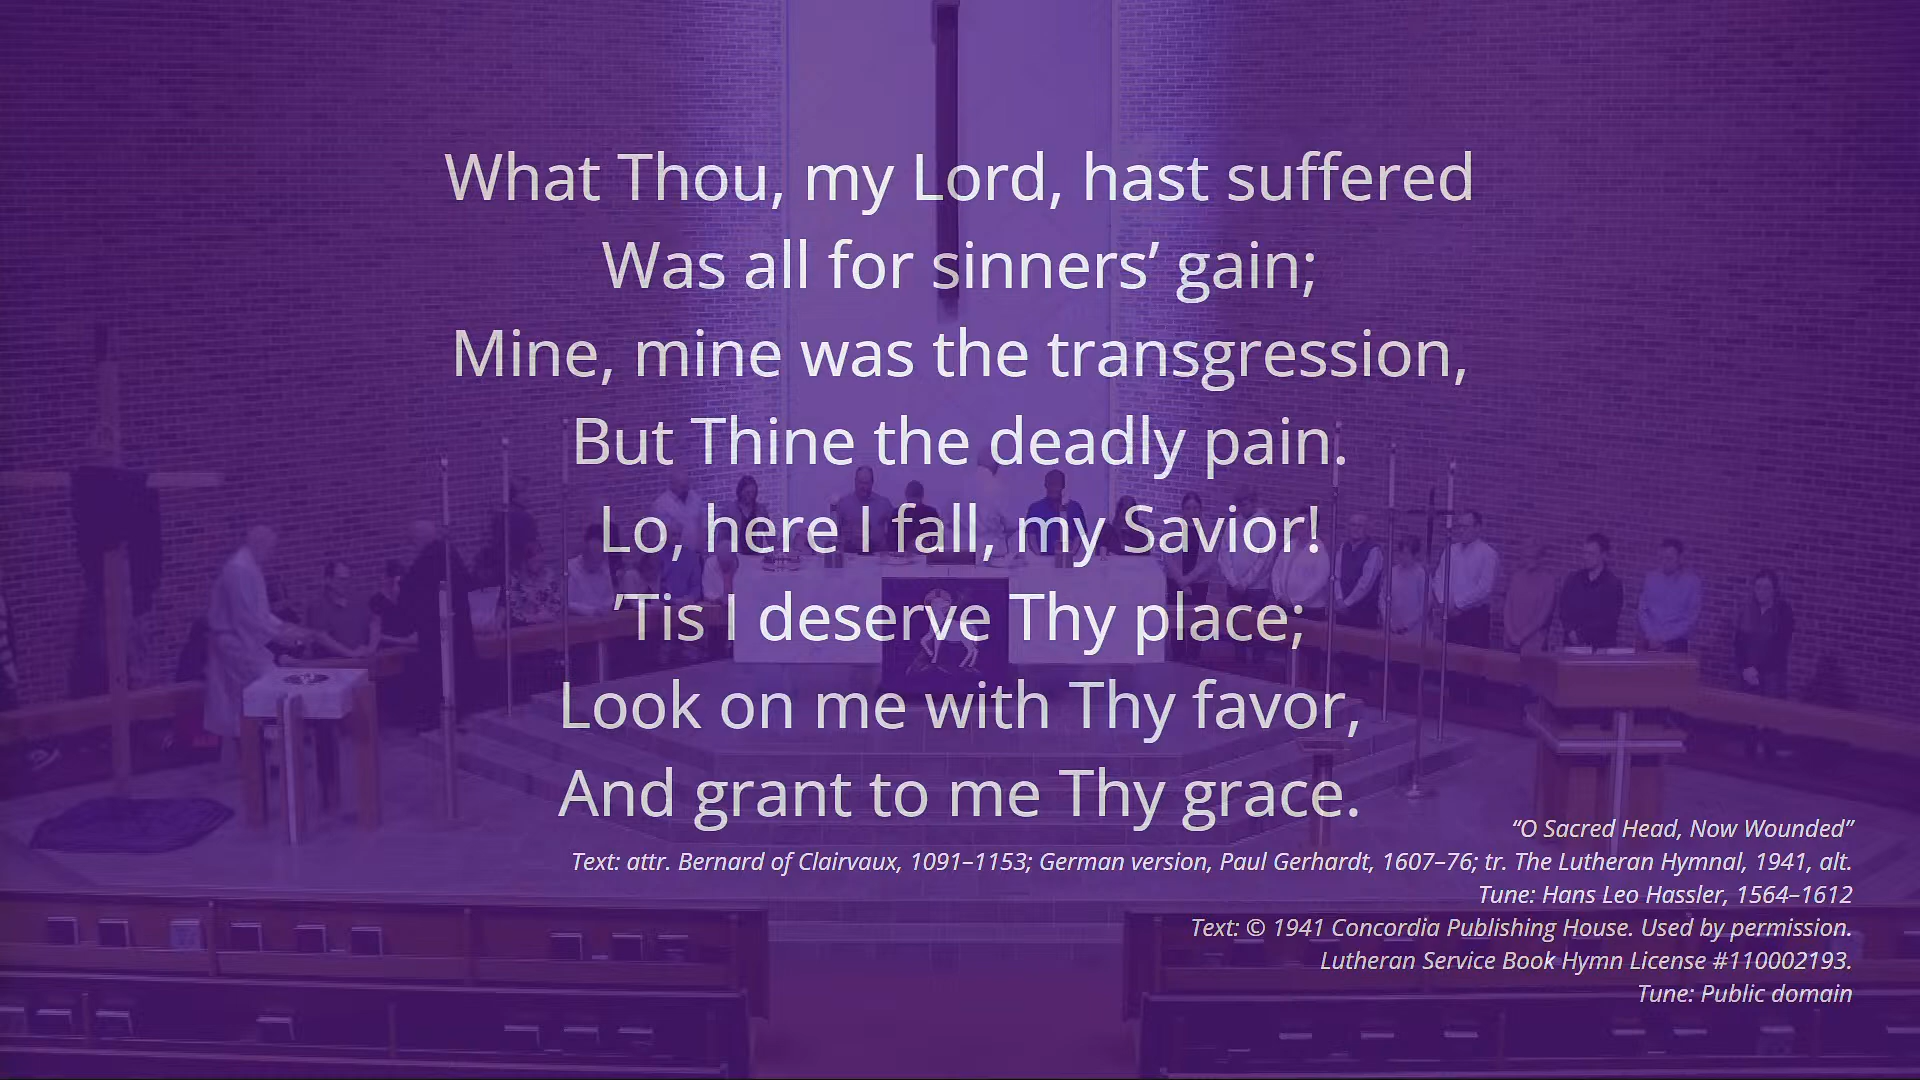 What Thou, my Lord, hast suffered
Was all for sinners’ gain;
Mine, mine was the transgression,
But Thine the deadly pain.
Lo, here I fall, my Savior!
’Tis I deserve Thy place;
Look on me with Thy favor,
And grant to me Thy grace.
“O Sacred Head, Now Wounded”
Text: attr. Bernard of Clairvaux, 1091–1153; German version, Paul Gerhardt, 1607–76; tr. The Lutheran Hymnal, 1941, alt.
Tune: Hans Leo Hassler, 1564–1612
Text: © 1941 Concordia Publishing House. Used by permission.
Lutheran Service Book Hymn License #110002193.
Tune: Public domain